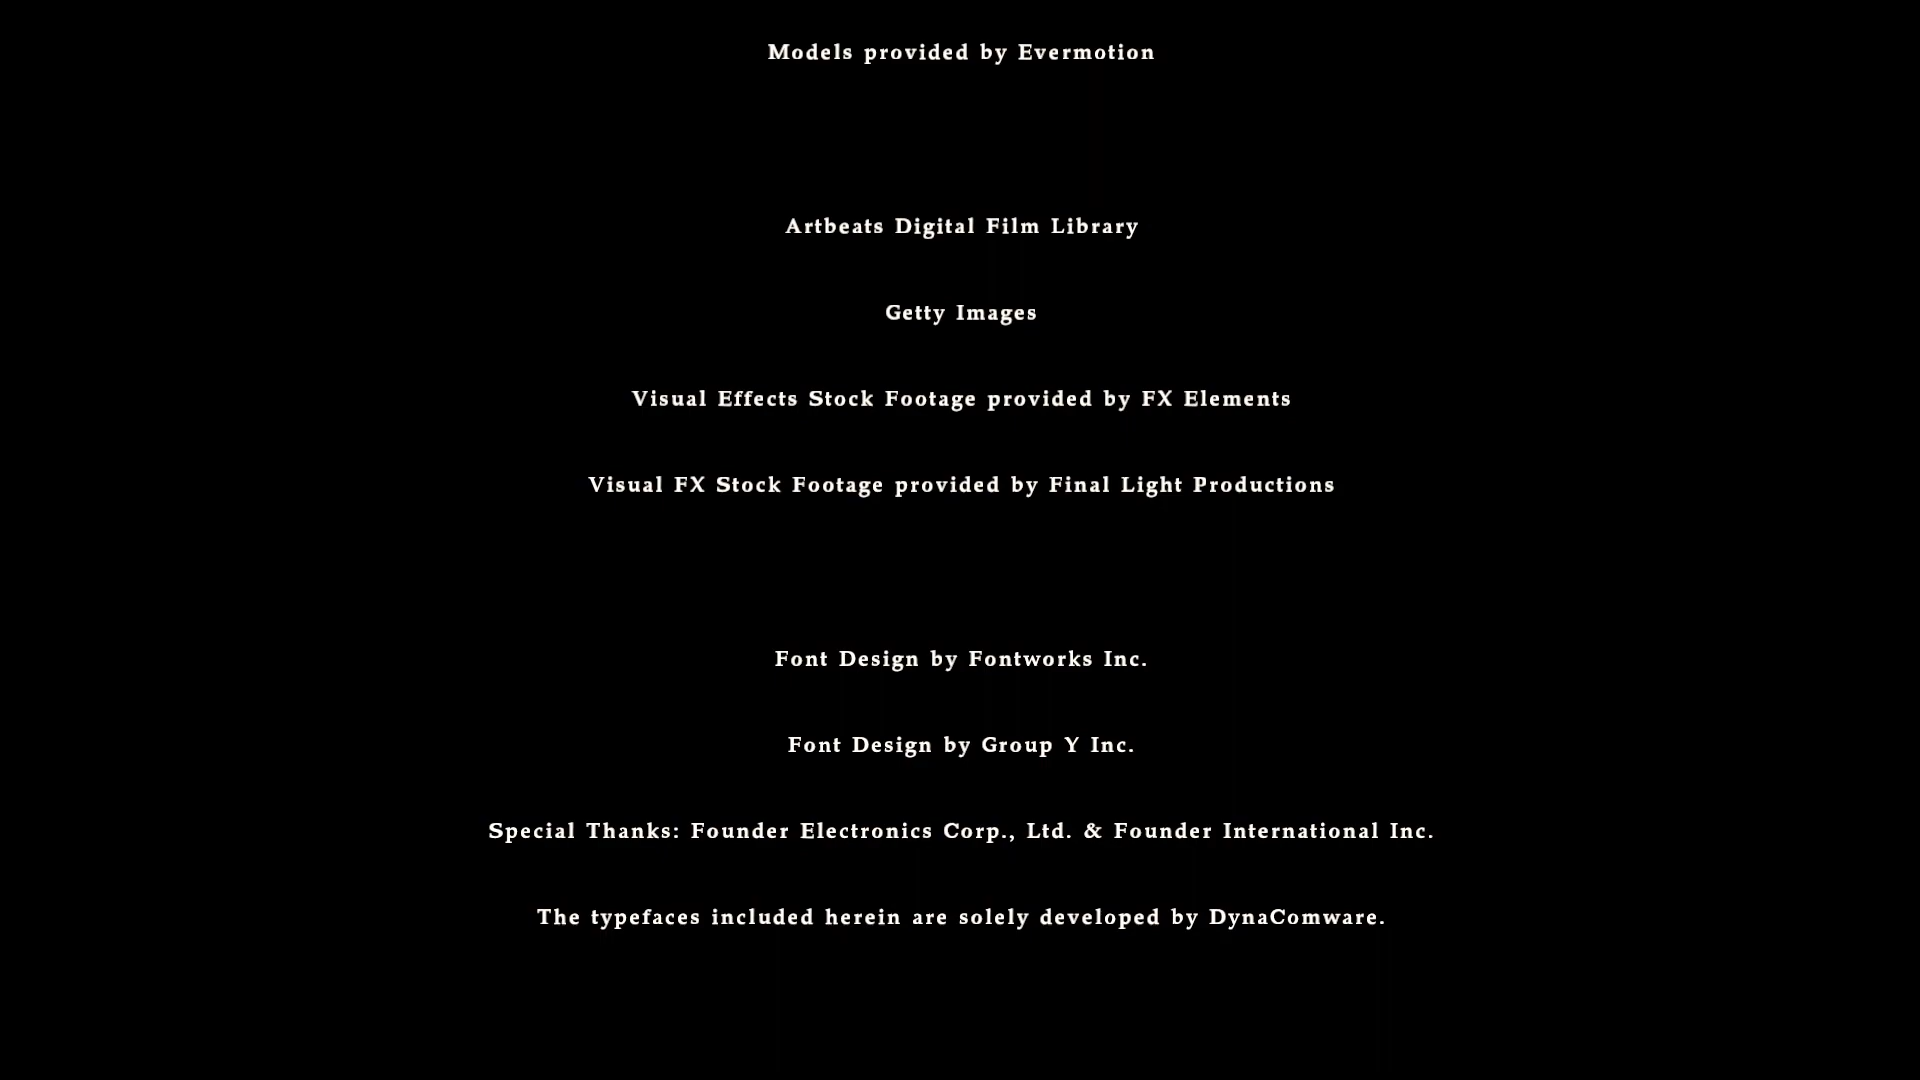 Models provided by Evermotion
Artbeats Digital Film Library
Getty Images
Visual Effects Stock Footage provided by FX Elements
Visual FX Stock Footage provided by Final Light Productions
Font Design by Fontworks Inc.
Font Design by Group Y Inc.
Special Thanks: Founder Electronics Corp., Ltd. & Founder International Inc.
The typefaces included herein are solely developed by DynaComware.